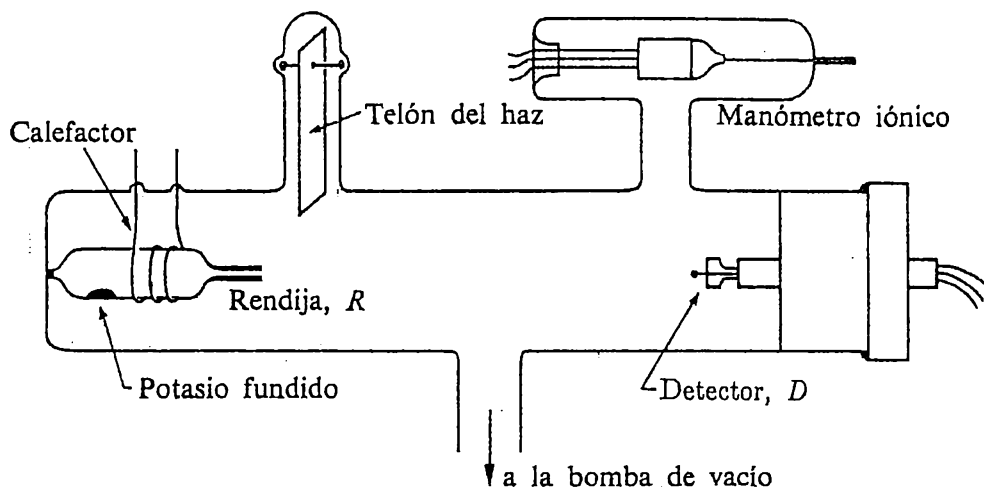 Telón del haz
Manómetro iónico
Calefactor
Rendija, R
Potasio fundido
Detector, D
a la bomba de vacío